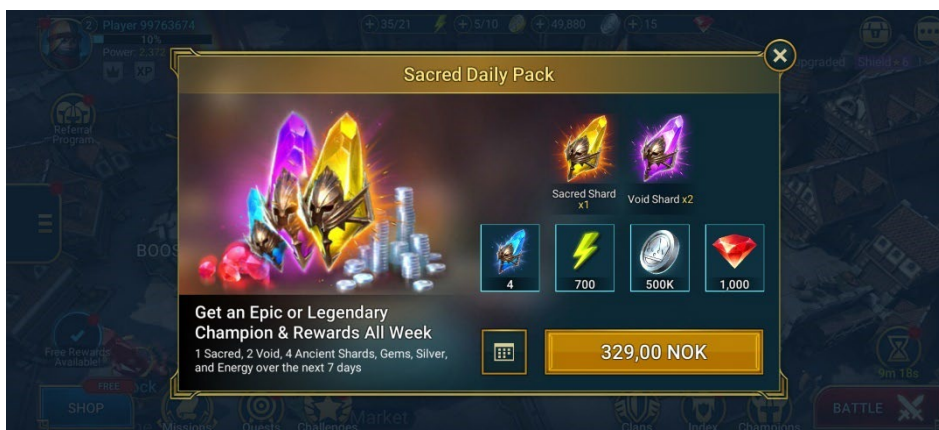 2) Player 99763674
10%
Power: 2,372
XP
35/21
5/10
49,880
15
Sacred Daily Pack
upgraded Shield
Referral
Program
Sacred Shard
x1
Void Shard x2
BOOS
4
700
500K
1,000
Get an Epic or Legendary
Champion & Rewards All Week
1 Sacred, 2 Void, 4 Ancient Shards, Gems, Silver,
and Energy over the next 7 days
329,00 NOK
Free Rewards
Available!
9m 18s
FREE
SHOP
Missions
Quests
Challenges
Market
Clans
Index
Champions
BATTLE